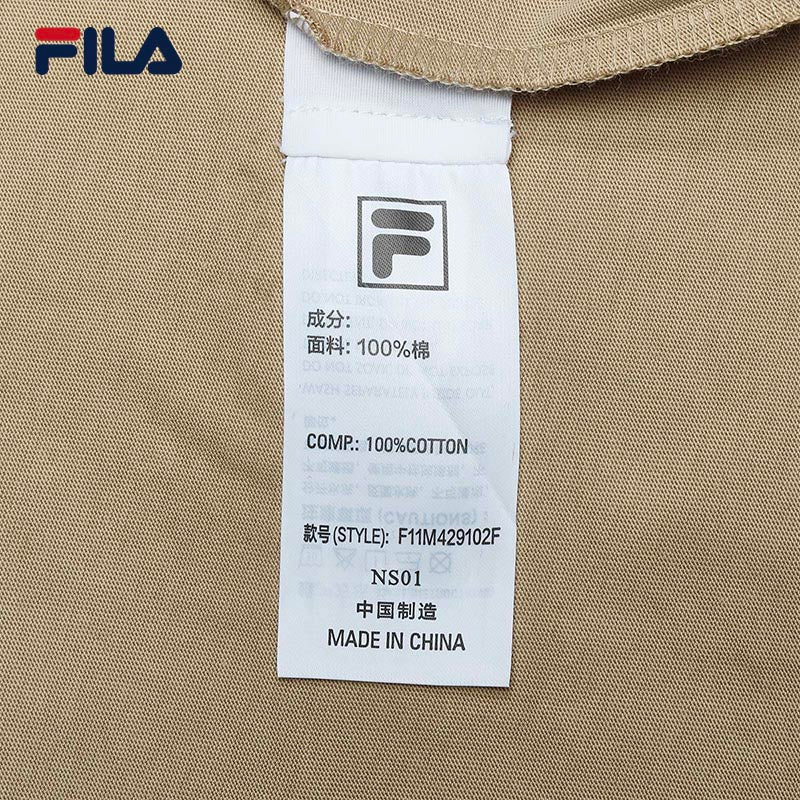 FILA
F
成分:
面料: 100%棉
COMP.: 100%COTTON
款号(STYLE): F11M429102F
NS01
中国制造
MADE IN CHINA